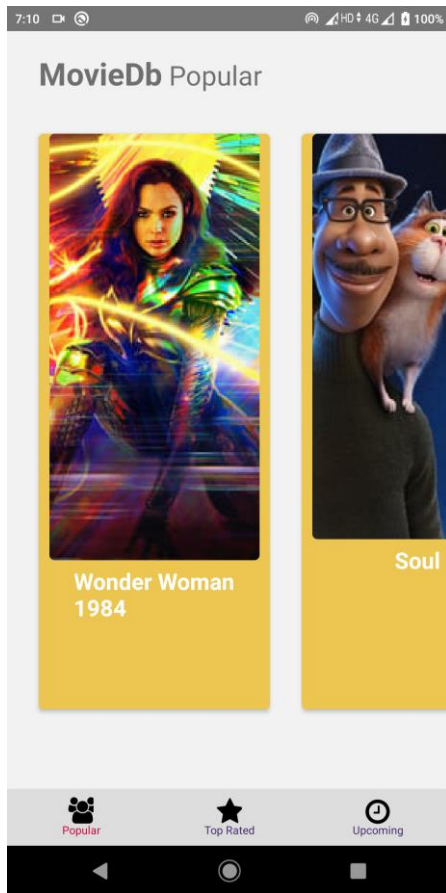 7:10 HD 4G 100%
MovieDb Popular
Wonder Woman
1984
Soul
Popular Top Rated Upcoming